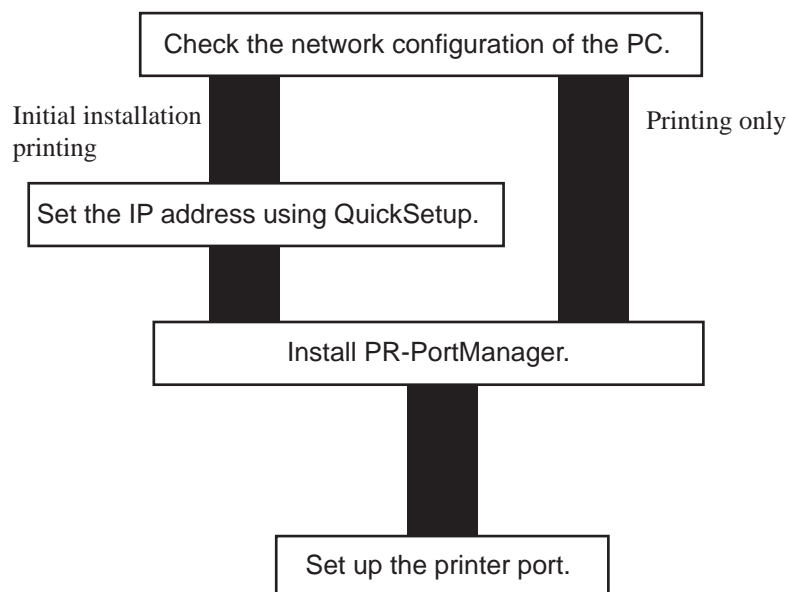 Check the network configuration of the PC.
Initial installation
printing
Printing only
Set the IP address using QuickSetup.
Install PR-PortManager.
Set up the printer port.